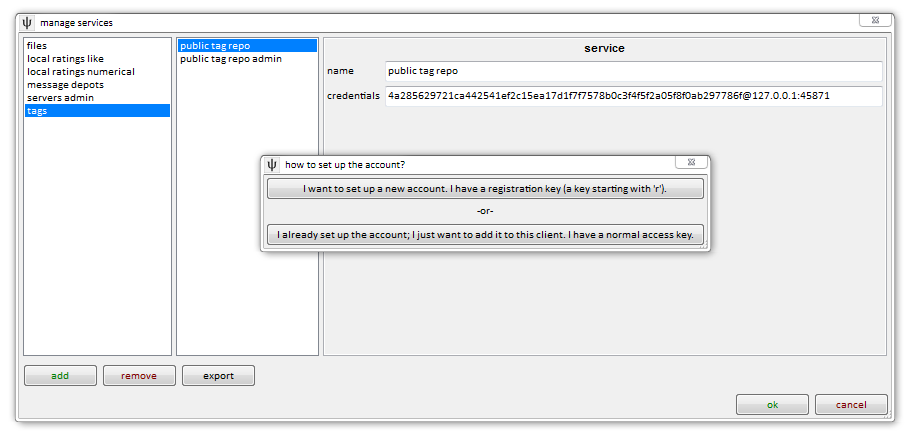 manage services
files
local ratings like
local ratings numerical
message depots
servers admin
tags
public tag repo
public tag repo admin
service
name
public tag repo
credentials
4a285629721ca442541ef2c15ea17d1f7f7578b0c3f4f5f2a05f8f0ab297786f@127.0.0.1:45871
how to set up the account?
I want to set up a new account. I have a registration key (a key starting with 'r').
-or-
I already set up the account; I just want to add it to this client. I have a normal access key.
add
remove
export
ok
cancel